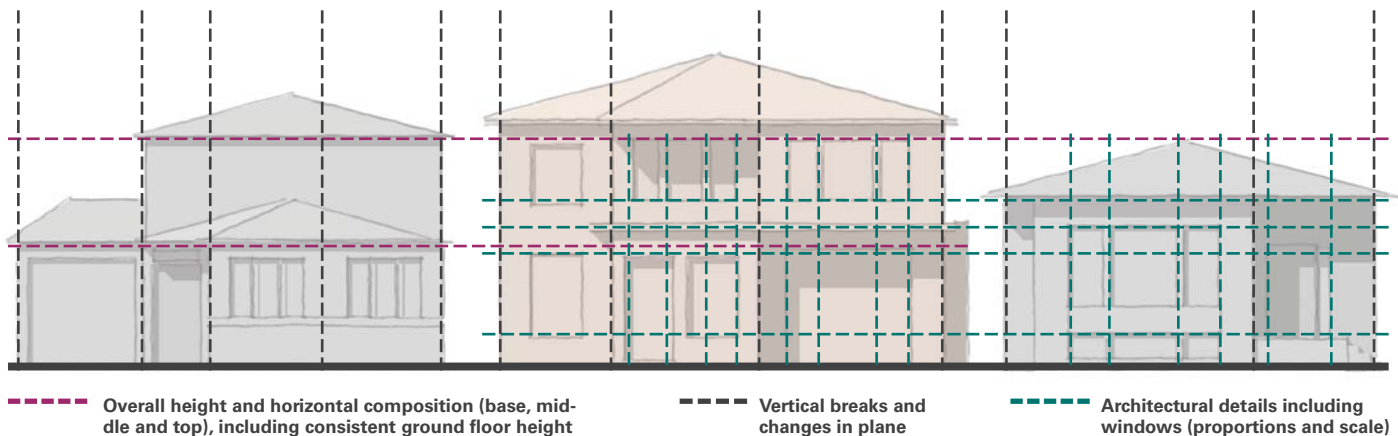 Overall height and horizontal composition (base, mid-
dle and top), including consistent ground floor height
Vertical breaks and
changes in plane
Architectural details including
windows (proportions and scale)